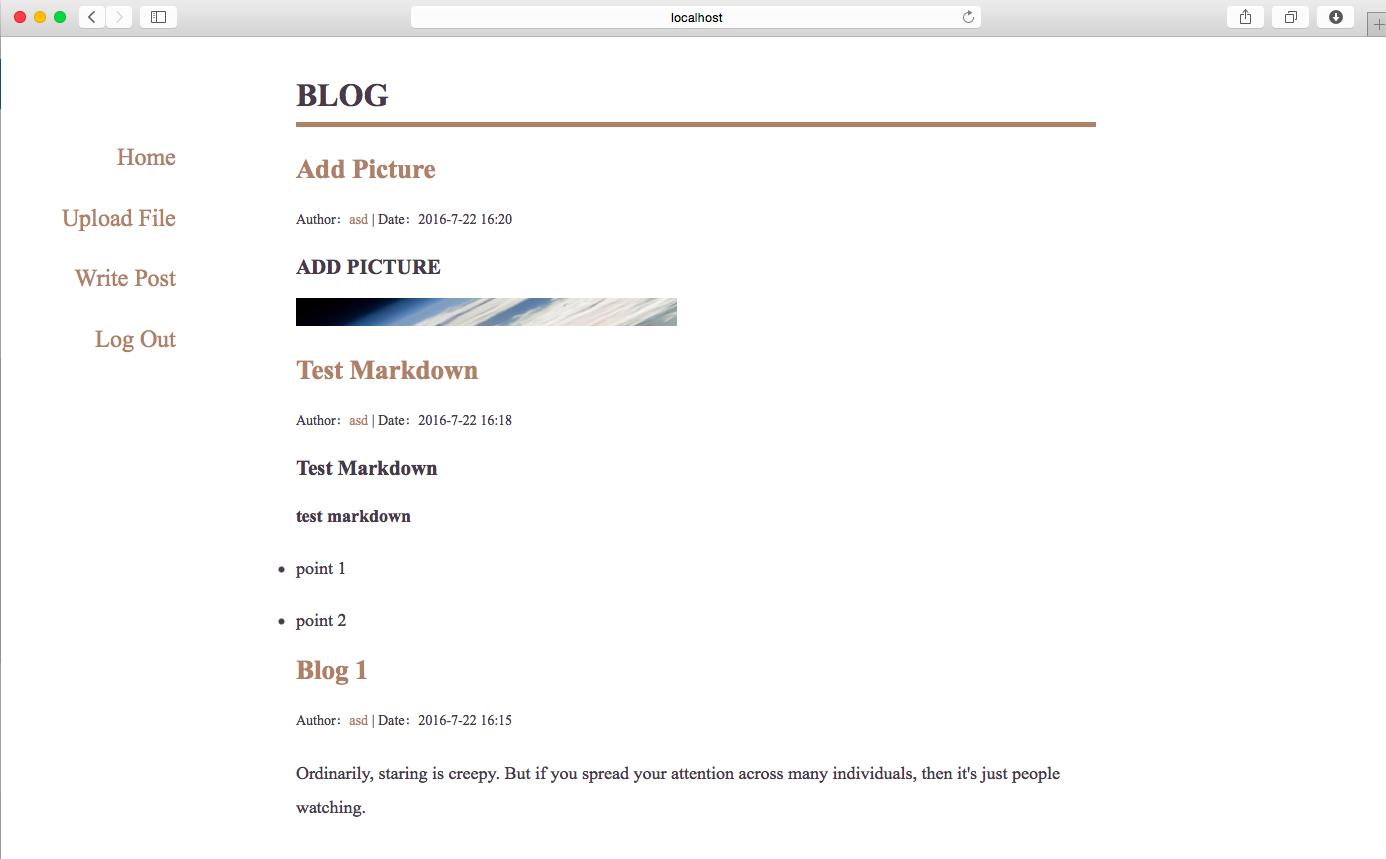 localhost
BLOG
Home
Upload File
Write Post
Log Out
Add Picture
Author： asd | Date： 2016-7-22 16:20
ADD PICTURE
Test Markdown
Author： asd | Date： 2016-7-22 16:18
Test Markdown
test markdown
• point 1
• point 2
Blog 1
Author： asd | Date： 2016-7-22 16:15
Ordinarily, staring is creepy. But if you spread your attention across many individuals, then it's just people
watching.